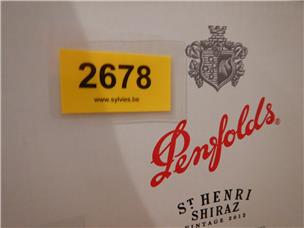 2678
www.sylvies.be
Penfolds®
ST HENRI
SHIRAZ
VINTAGE 2012